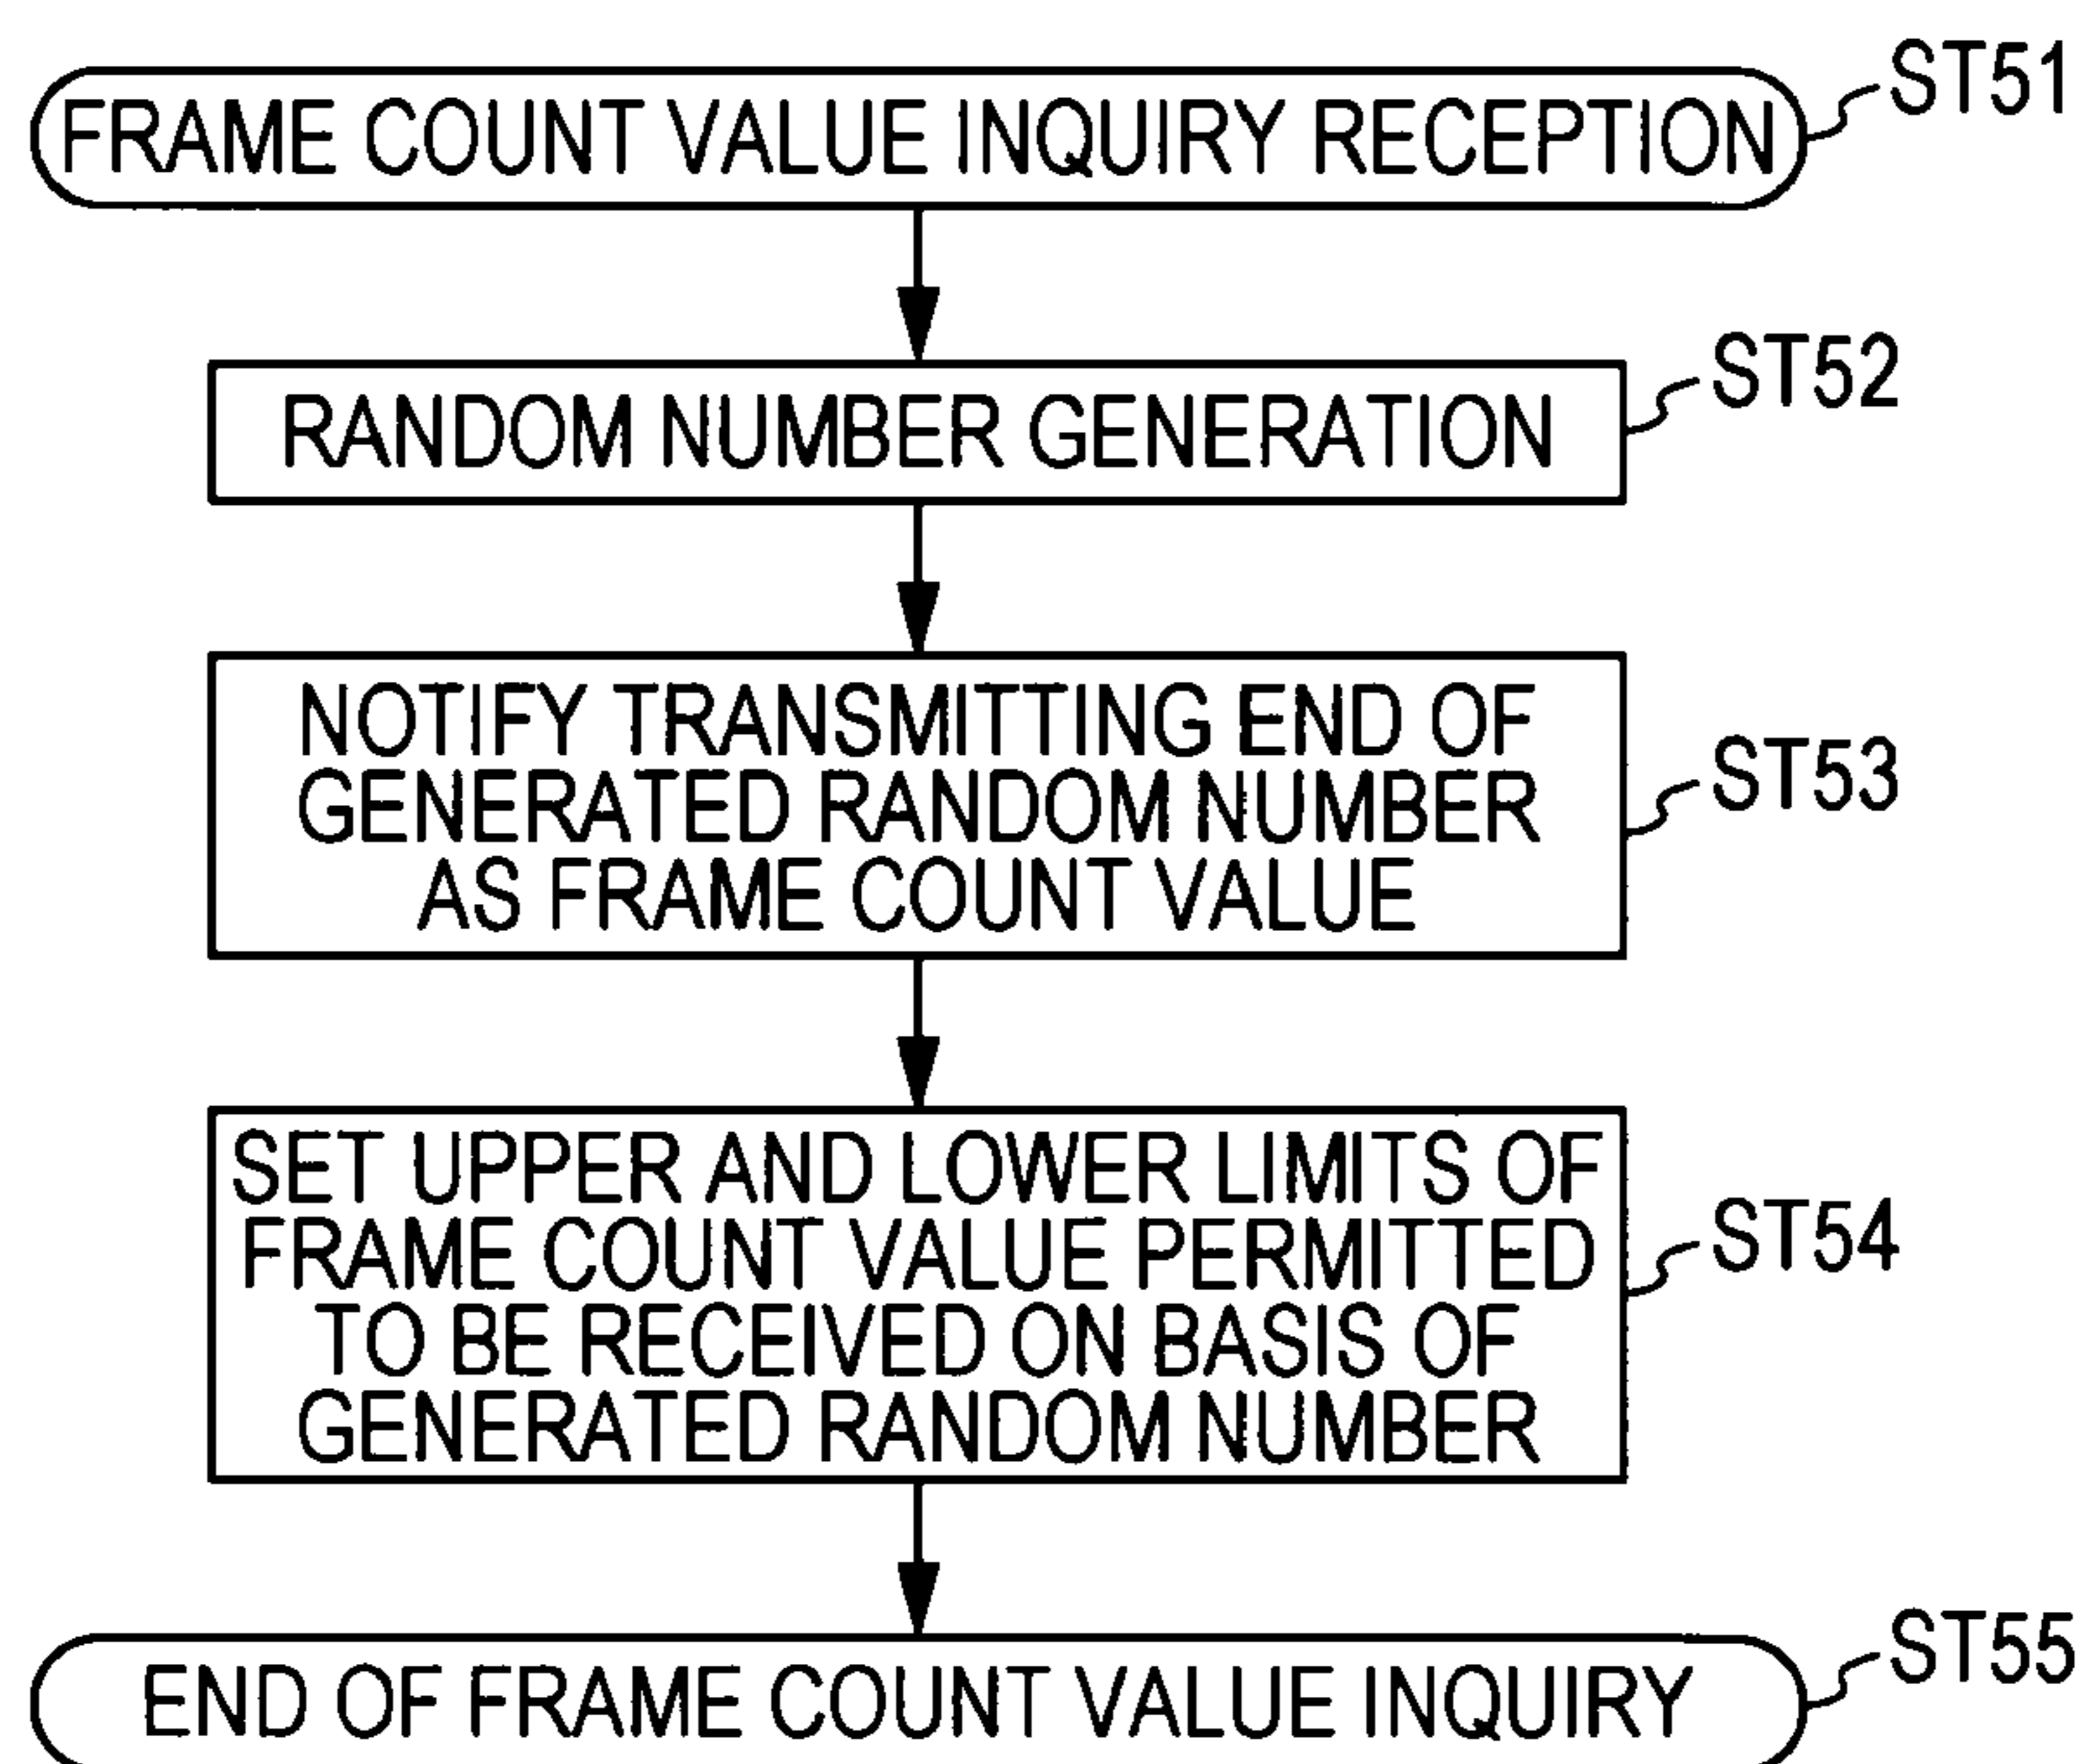 FRAME COUNT VALUE INQUIRY RECEPTION
ST51
RANDOM NUMBER GENERATION
ST52
NOTIFY TRANSMITTING END OF
GENERATED RANDOM NUMBER
AS FRAME COUNT VALUE
ST53
SET UPPER AND LOWER LIMITS OF
FRAME COUNT VALUE PERMITTED
TO BE RECEIVED ON BASIS OF
GENERATED RANDOM NUMBER
ST54
END OF FRAME COUNT VALUE INQUIRY
ST55